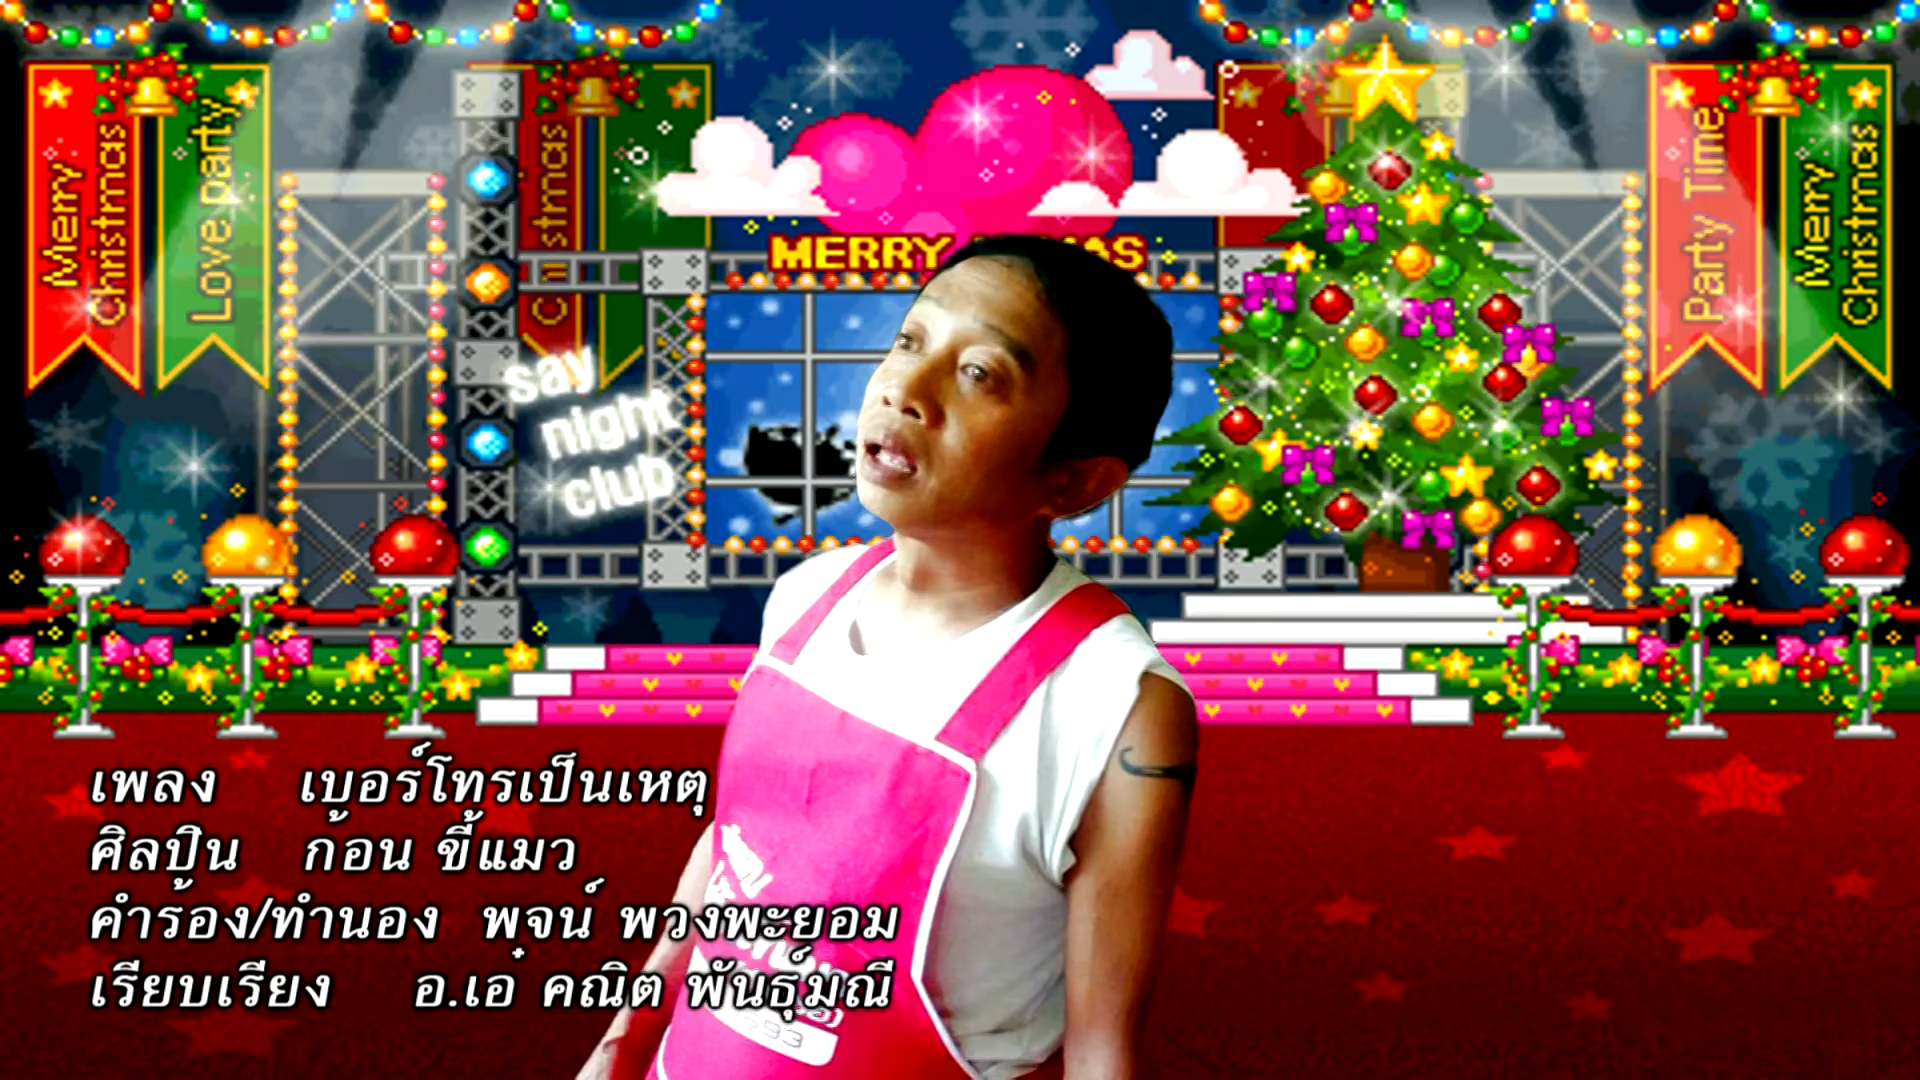 Merry Christmas
Love party
Christmas
MERRY
Party Time
Merry Christmas
say
night
club
เพลง เบอร์โทรเป็นเหตุ
ศิลปิน ก้อน ขี้แมว
คำร้อง/ทำนอง พจน์ พวงพะยอม
เรียบเรียง อ.เอ๋ คณิต พันธุ์มณี